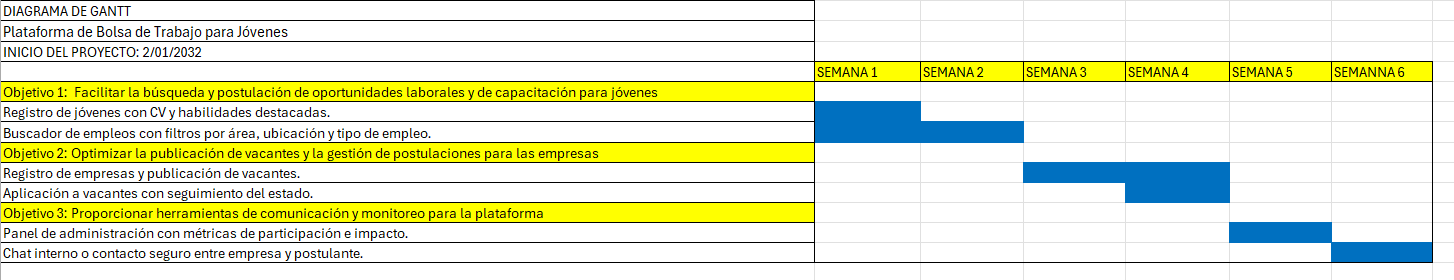 DIAGRAMA DE GANTT
Plataforma de Bolsa de Trabajo para Jóvenes
INICIO DEL PROYECTO: 2/01/2032
SEMANA 1 SEMANA 2 SEMANA 3 SEMANA 4 SEMANA 5 SEMANNA 6
Objetivo 1: Facilitar la búsqueda y postulación de oportunidades laborales y de capacitación para jóvenes
Registro de jóvenes con CV y habilidades destacadas.
Buscador de empleos con filtros por área, ubicación y tipo de empleo.
Objetivo 2: Optimizar la publicación de vacantes y la gestión de postulaciones para las empresas
Registro de empresas y publicación de vacantes.
Aplicación a vacantes con seguimiento del estado.
Objetivo 3: Proporcionar herramientas de comunicación y monitoreo para la plataforma
Panel de administración con métricas de participación e impacto.
Chat interno o contacto seguro entre empresa y postulante.